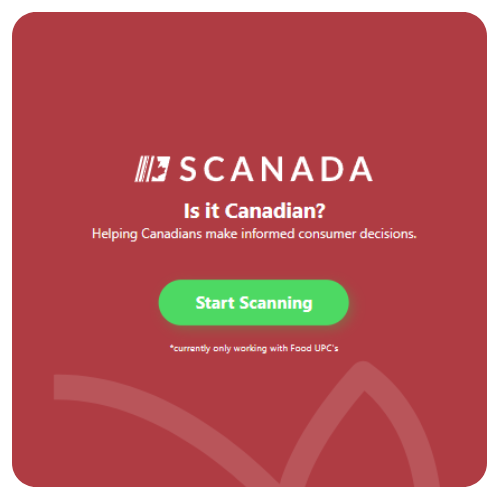 SCANADA
Is it Canadian?
Helping Canadians make informed consumer decisions.
Start Scanning
*currently only working with Food UPC's